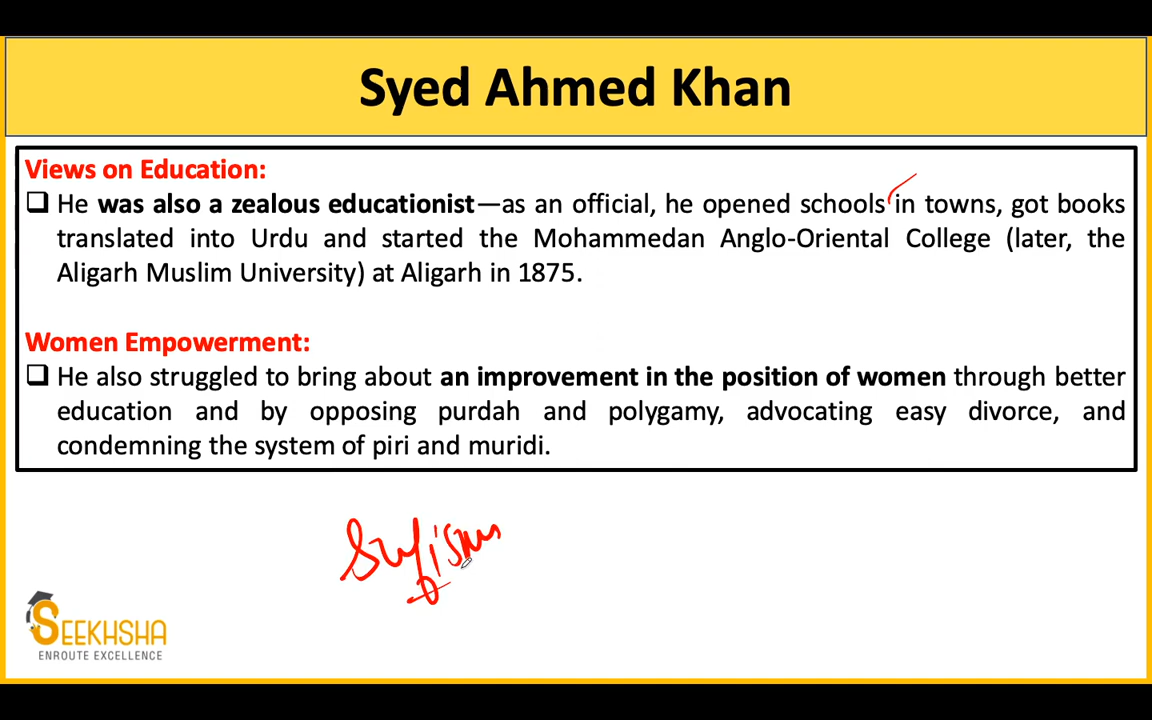 Syed Ahmed Khan
Views on Education:
❑ He was also a zealous educationist—as an official, he opened schools in towns, got books
translated into Urdu and started the Mohammedan Anglo-Oriental College (later, the
Aligarh Muslim University) at Aligarh in 1875.
Women Empowerment:
❑ He also struggled to bring about an improvement in the position of women through better
education and by opposing purdah and polygamy, advocating easy divorce, and
condemning the system of piri and muridi.
Sufism
SEEKHSHA
ENROUTE EXCELLENCE